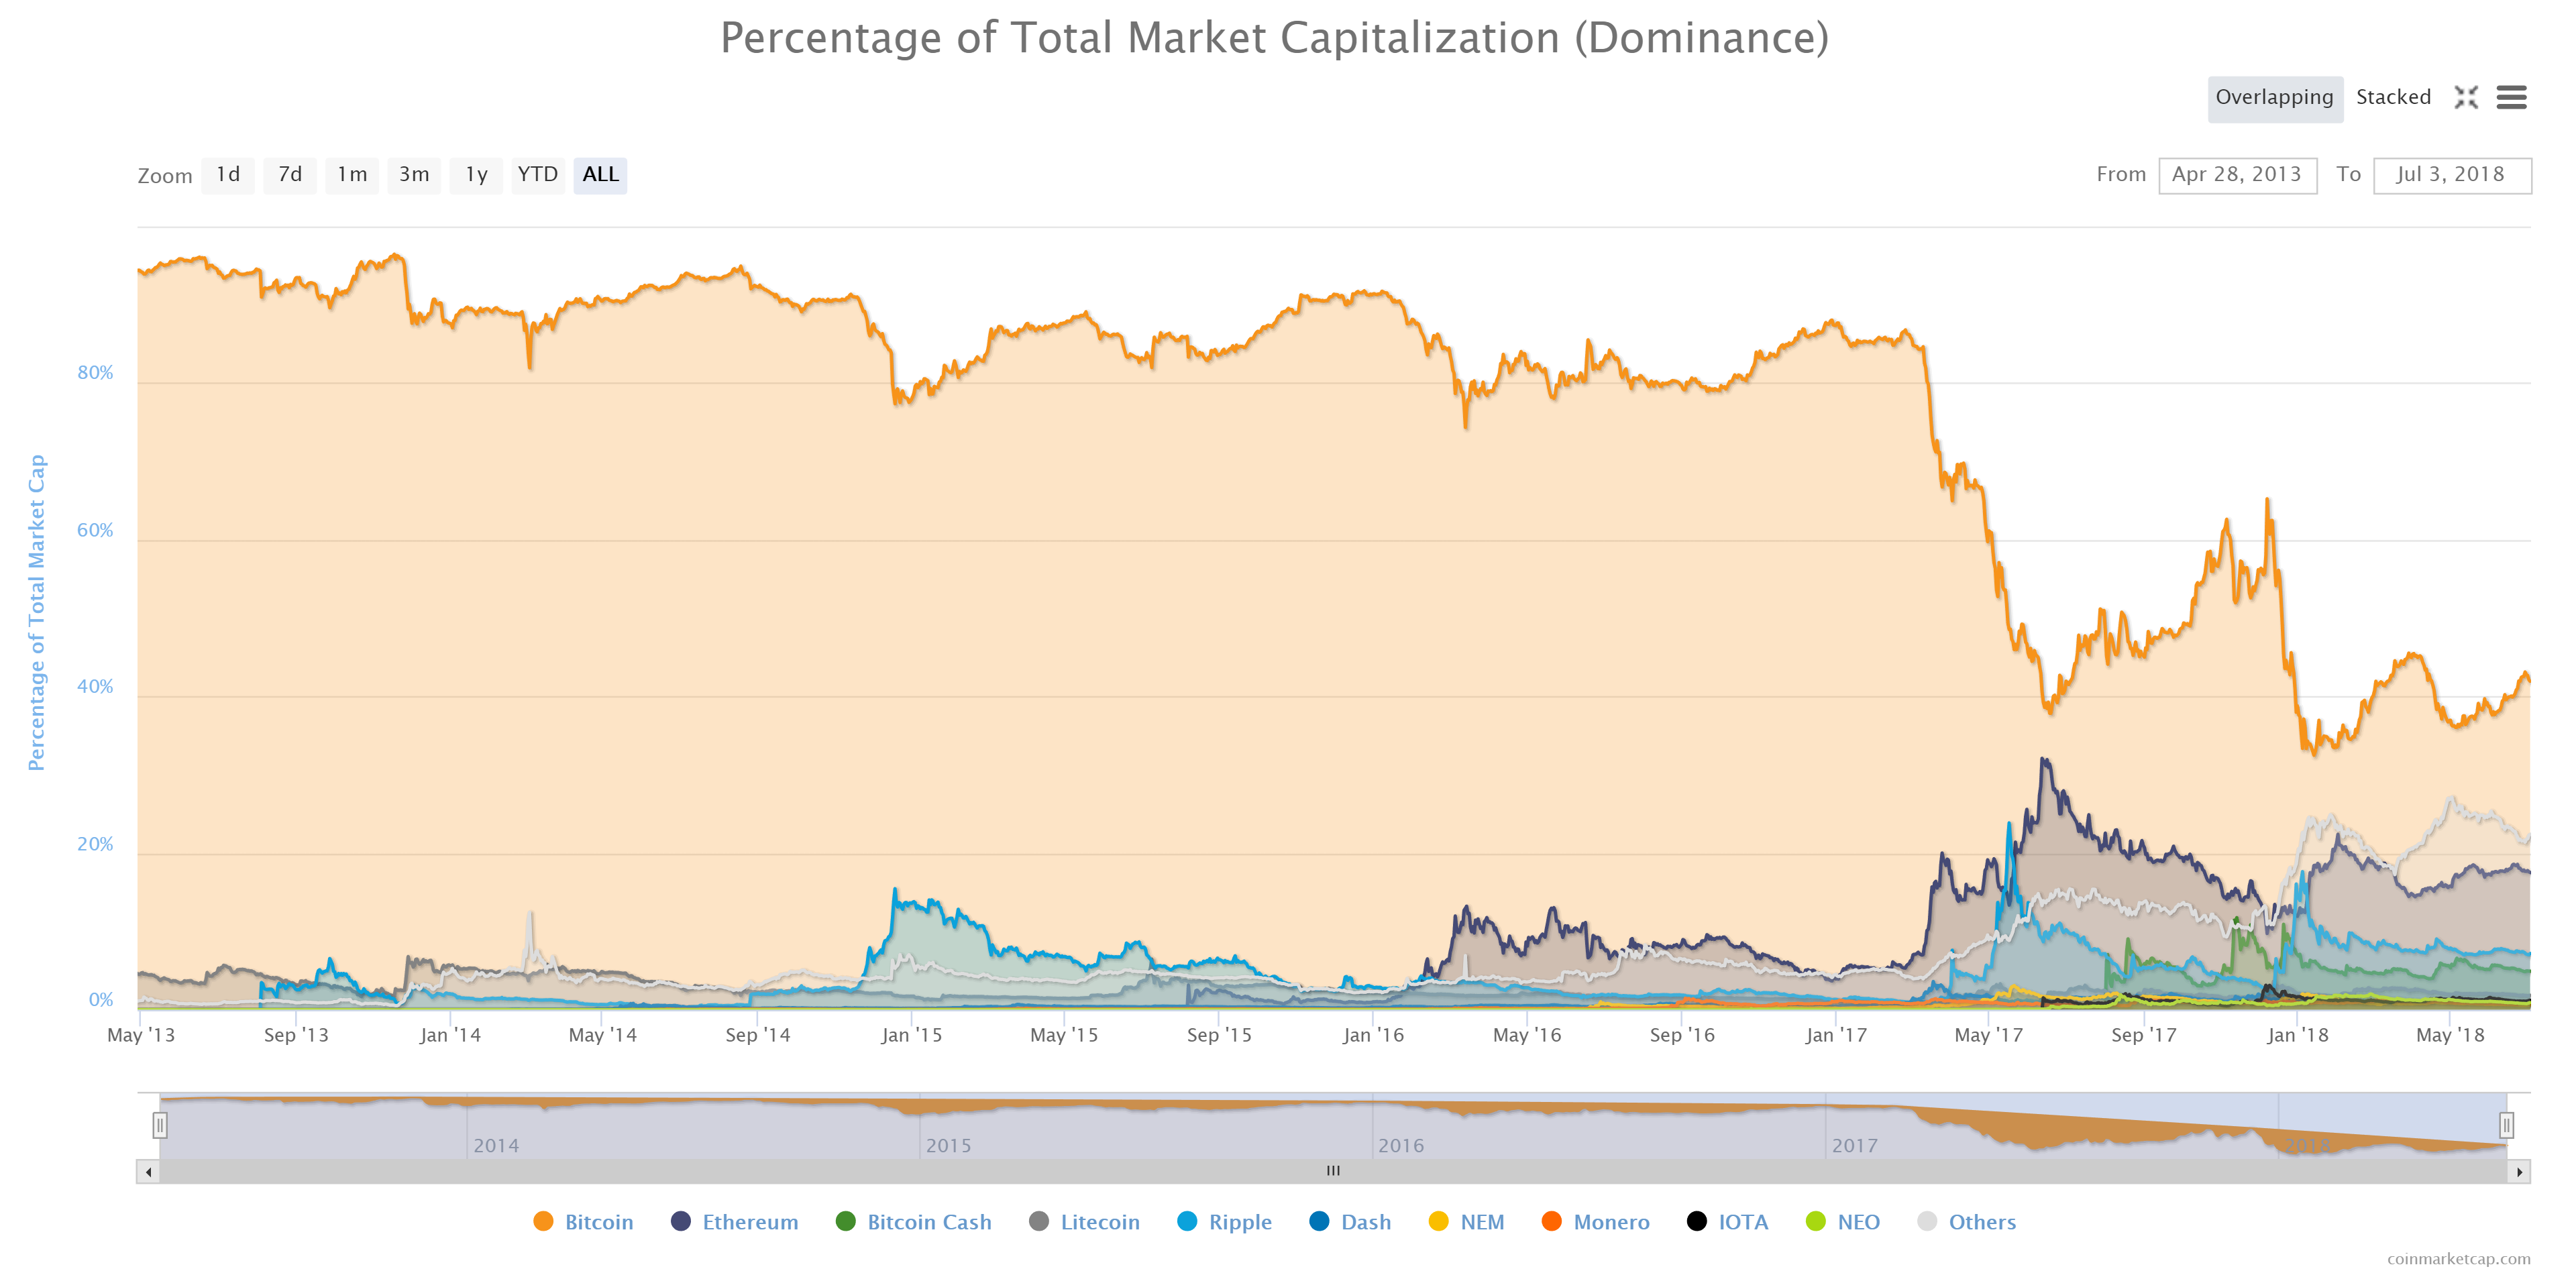 Percentage of Total Market Capitalization (Dominance)
Overlapping Stacked
Zoom 1d 7d 1m 3m 1y YTD ALL From Apr 28, 2013 To Jul 3, 2018
Percentage of Total Market Cap
80%
60%
40%
20%
0%
May '13 Sep '13 Jan '14 May '14 Sep '14 Jan '15 May '15 Sep '15 Jan '16 May '16 Sep '16 Jan '17 May '17 Sep '17 Jan '18 May '18
2014 2015 2016 2017 2018
Bitcoin Ethereum Bitcoin Cash Litecoin Ripple Dash NEM Monero IOTA NEO Others
coinmarketcap.com